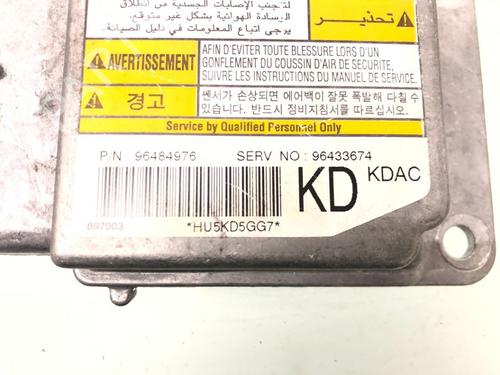 لتجنب الإصابات الجسدية من انطلاق
الوسادة الهوائية بشكل غير متوقع،
يرجى اتباع المعلومات في دليل الصيانة.
تحذير
AVERTISSEMENT
AFIN D'EVITER TOUTE BLESSURE LORS D'UN
GONFLEMENT DU COUSSIN D'AIR DE SECURITE,
SUIVRE LES INSTRUCTIONS DU MANUEL DE SERVICE.
경고
쎈서가 손상되면 에어백이 잘못 폭발해 다칠 수
있습니다. 반드시 정비지침서를 따르십시오.
Service by Qualified Personnel Only
P/N 96484976 SERV NO : 96433674
KD KDAC
897003 *HU5KD5GG7*